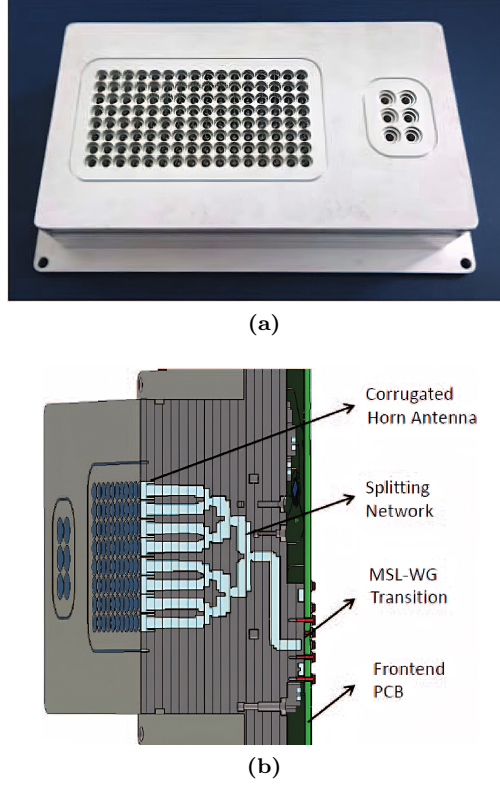 (a)
Corrugated
Horn Antenna
Splitting
Network
MSL-WG
Transition
Frontend
PCB
(b)